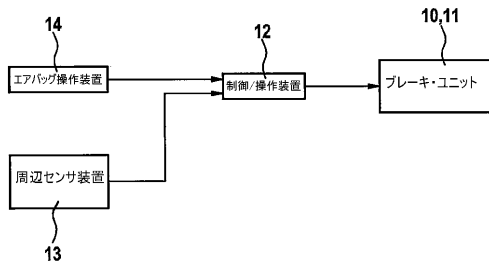 14
エアバッグ操作装置
12
制御/操作装置
10,11
ブレーキ・ユニット
周辺センサ装置
13